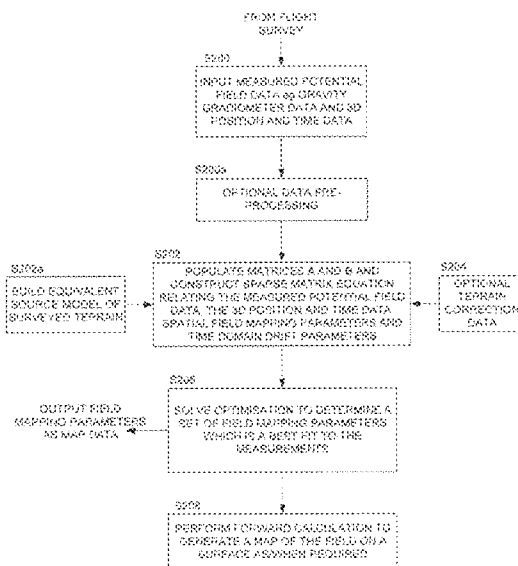 FROM FLIGHT
SURVEY
S200
INPUT MEASURED POTENTIAL
FIELD DATA eg GRAVITY
GRADIOMETER DATA AND 3D
POSITION AND TIME DATA
S200a
OPTIONAL DATA PRE-
PROCESSING
S202
POPULATE MATRICES A AND B AND
CONSTRUCT SPARSE MATRIX EQUATION
RELATING THE MEASURED POTENTIAL FIELD
DATA, THE 3D POSITION AND TIME DATA
SPATIAL FIELD MAPPING PARAMETERS AND
TIME DOMAIN DRIFT PARAMETERS
S202a
BUILD EQUIVALENT
SOURCE MODEL OF
SURVEYED TERRAIN
S204
OPTIONAL
TERRAIN
CORRECTION
DATA
S206
SOLVE OPTIMISATION TO DETERMINE A
SET OF FIELD MAPPING PARAMETERS
WHICH IS A BEST FIT TO THE
MEASUREMENTS
OUTPUT FIELD
MAPPING PARAMETERS
AS MAP DATA
S208
PERFORM FORWARD CALCULATION TO
GENERATE A MAP OF THE FIELD ON A
SURFACE AS/WHEN REQUIRED